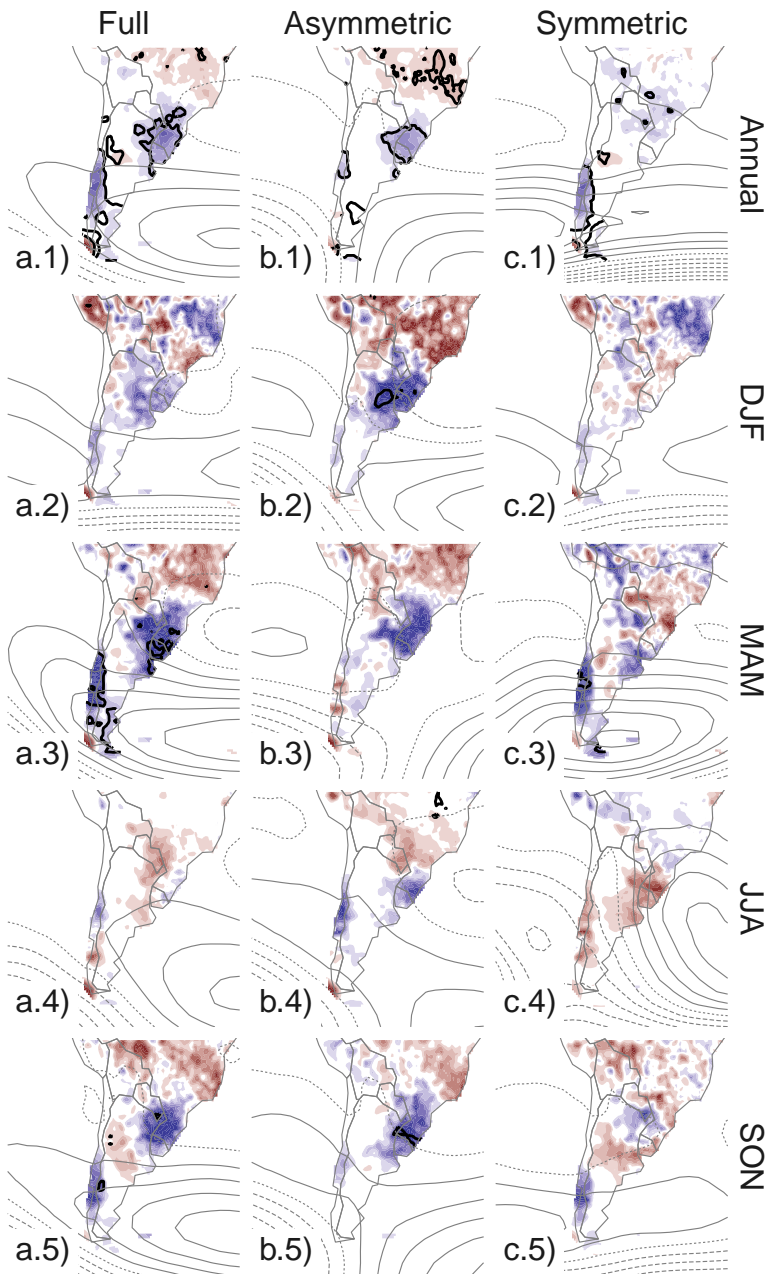 Full Asymmetric Symmetric
Annual
a.1) b.1) c.1)
DJF
a.2) b.2) c.2)
MAM
a.3) b.3) c.3)
JJA
a.4) b.4) c.4)
SON
a.5) b.5) c.5)